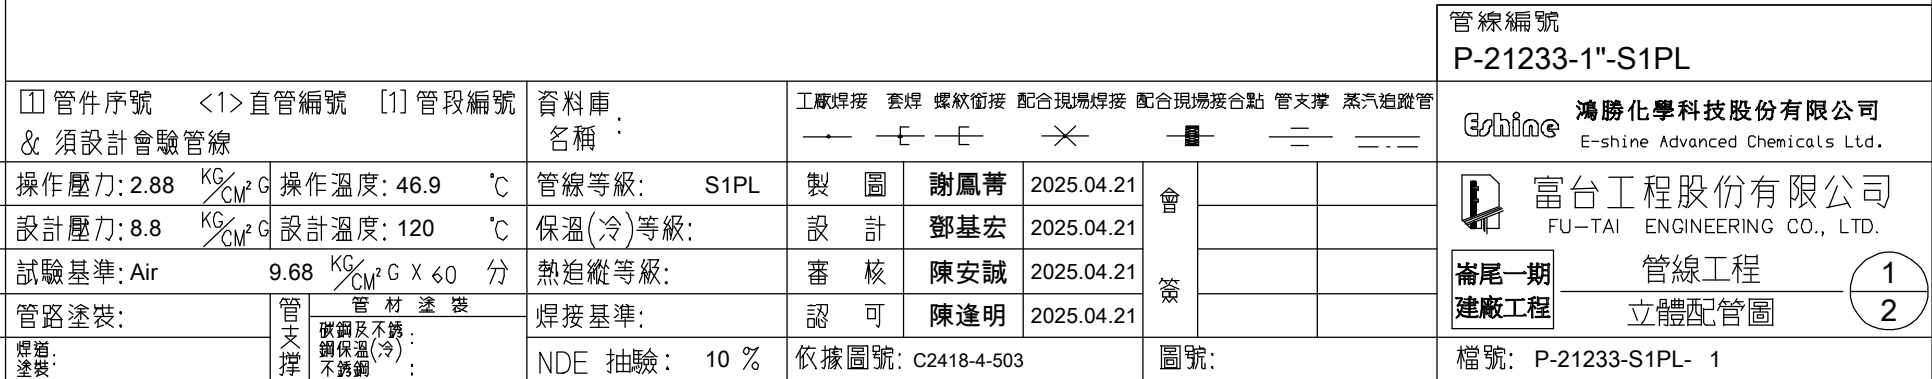 管線編號
P-21233-1"-S1PL
1 管件序號 <1>直管編號 [1]管段編號
& 須設計會驗管線
資料庫
名稱 :
工廠焊接 套焊 螺紋銜接 配合現場焊接 配合現場接合點 管支撐 蒸汽追蹤管
Eshine 鴻勝化學科技股份有限公司
E-shine Advanced Chemicals Ltd.
操作壓力: 2.88 KG/CM² G 操作溫度: 46.9 °C 管線等級: S1PL 製 圖 謝鳳菁 2025.04.21
設計壓力: 8.8 KG/CM² G 設計溫度: 120 °C 保溫(冷)等級: 設 計 鄧基宏 2025.04.21
試驗基準: Air 9.68 KG/CM² G X 60 分 熱追縱等級: 審 核 陳安誠 2025.04.21
管路塗裝: 管支撐 管材塗裝 焊接基準: 認 可 陳逢明 2025.04.21
會簽
碳鋼及不銹:
鋼保溫(冷)
不銹鋼 :
焊道:
塗裝
NDE 抽驗: 10 % 依據圖號: C2418-4-503 圖號:
富台工程股份有限公司
FU-TAI ENGINEERING CO., LTD.
崙尾一期
建廠工程
管線工程 1
立體配管圖 2
檔號: P-21233-S1PL- 1